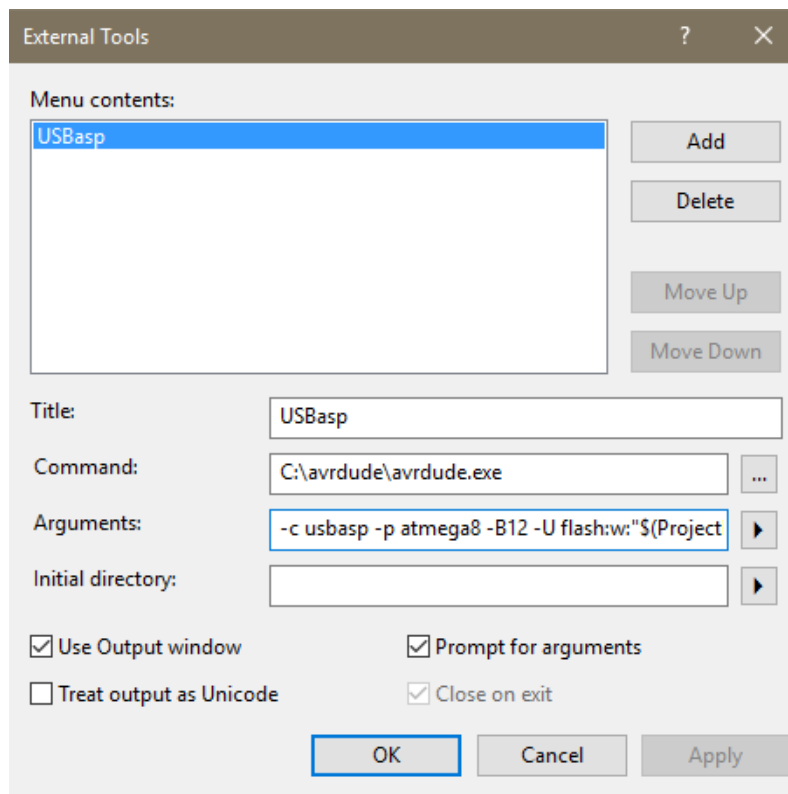 External Tools
?
Menu contents:
USBasp
Add
Delete
Move Up
Move Down
Title:
USBasp
Command:
C:\avrdude\avrdude.exe
...
Arguments:
-c usbasp -p atmega8 -B12 -U flash:w:"$(Project
Initial directory:
Use Output window
Prompt for arguments
Treat output as Unicode
Close on exit
OK
Cancel
Apply